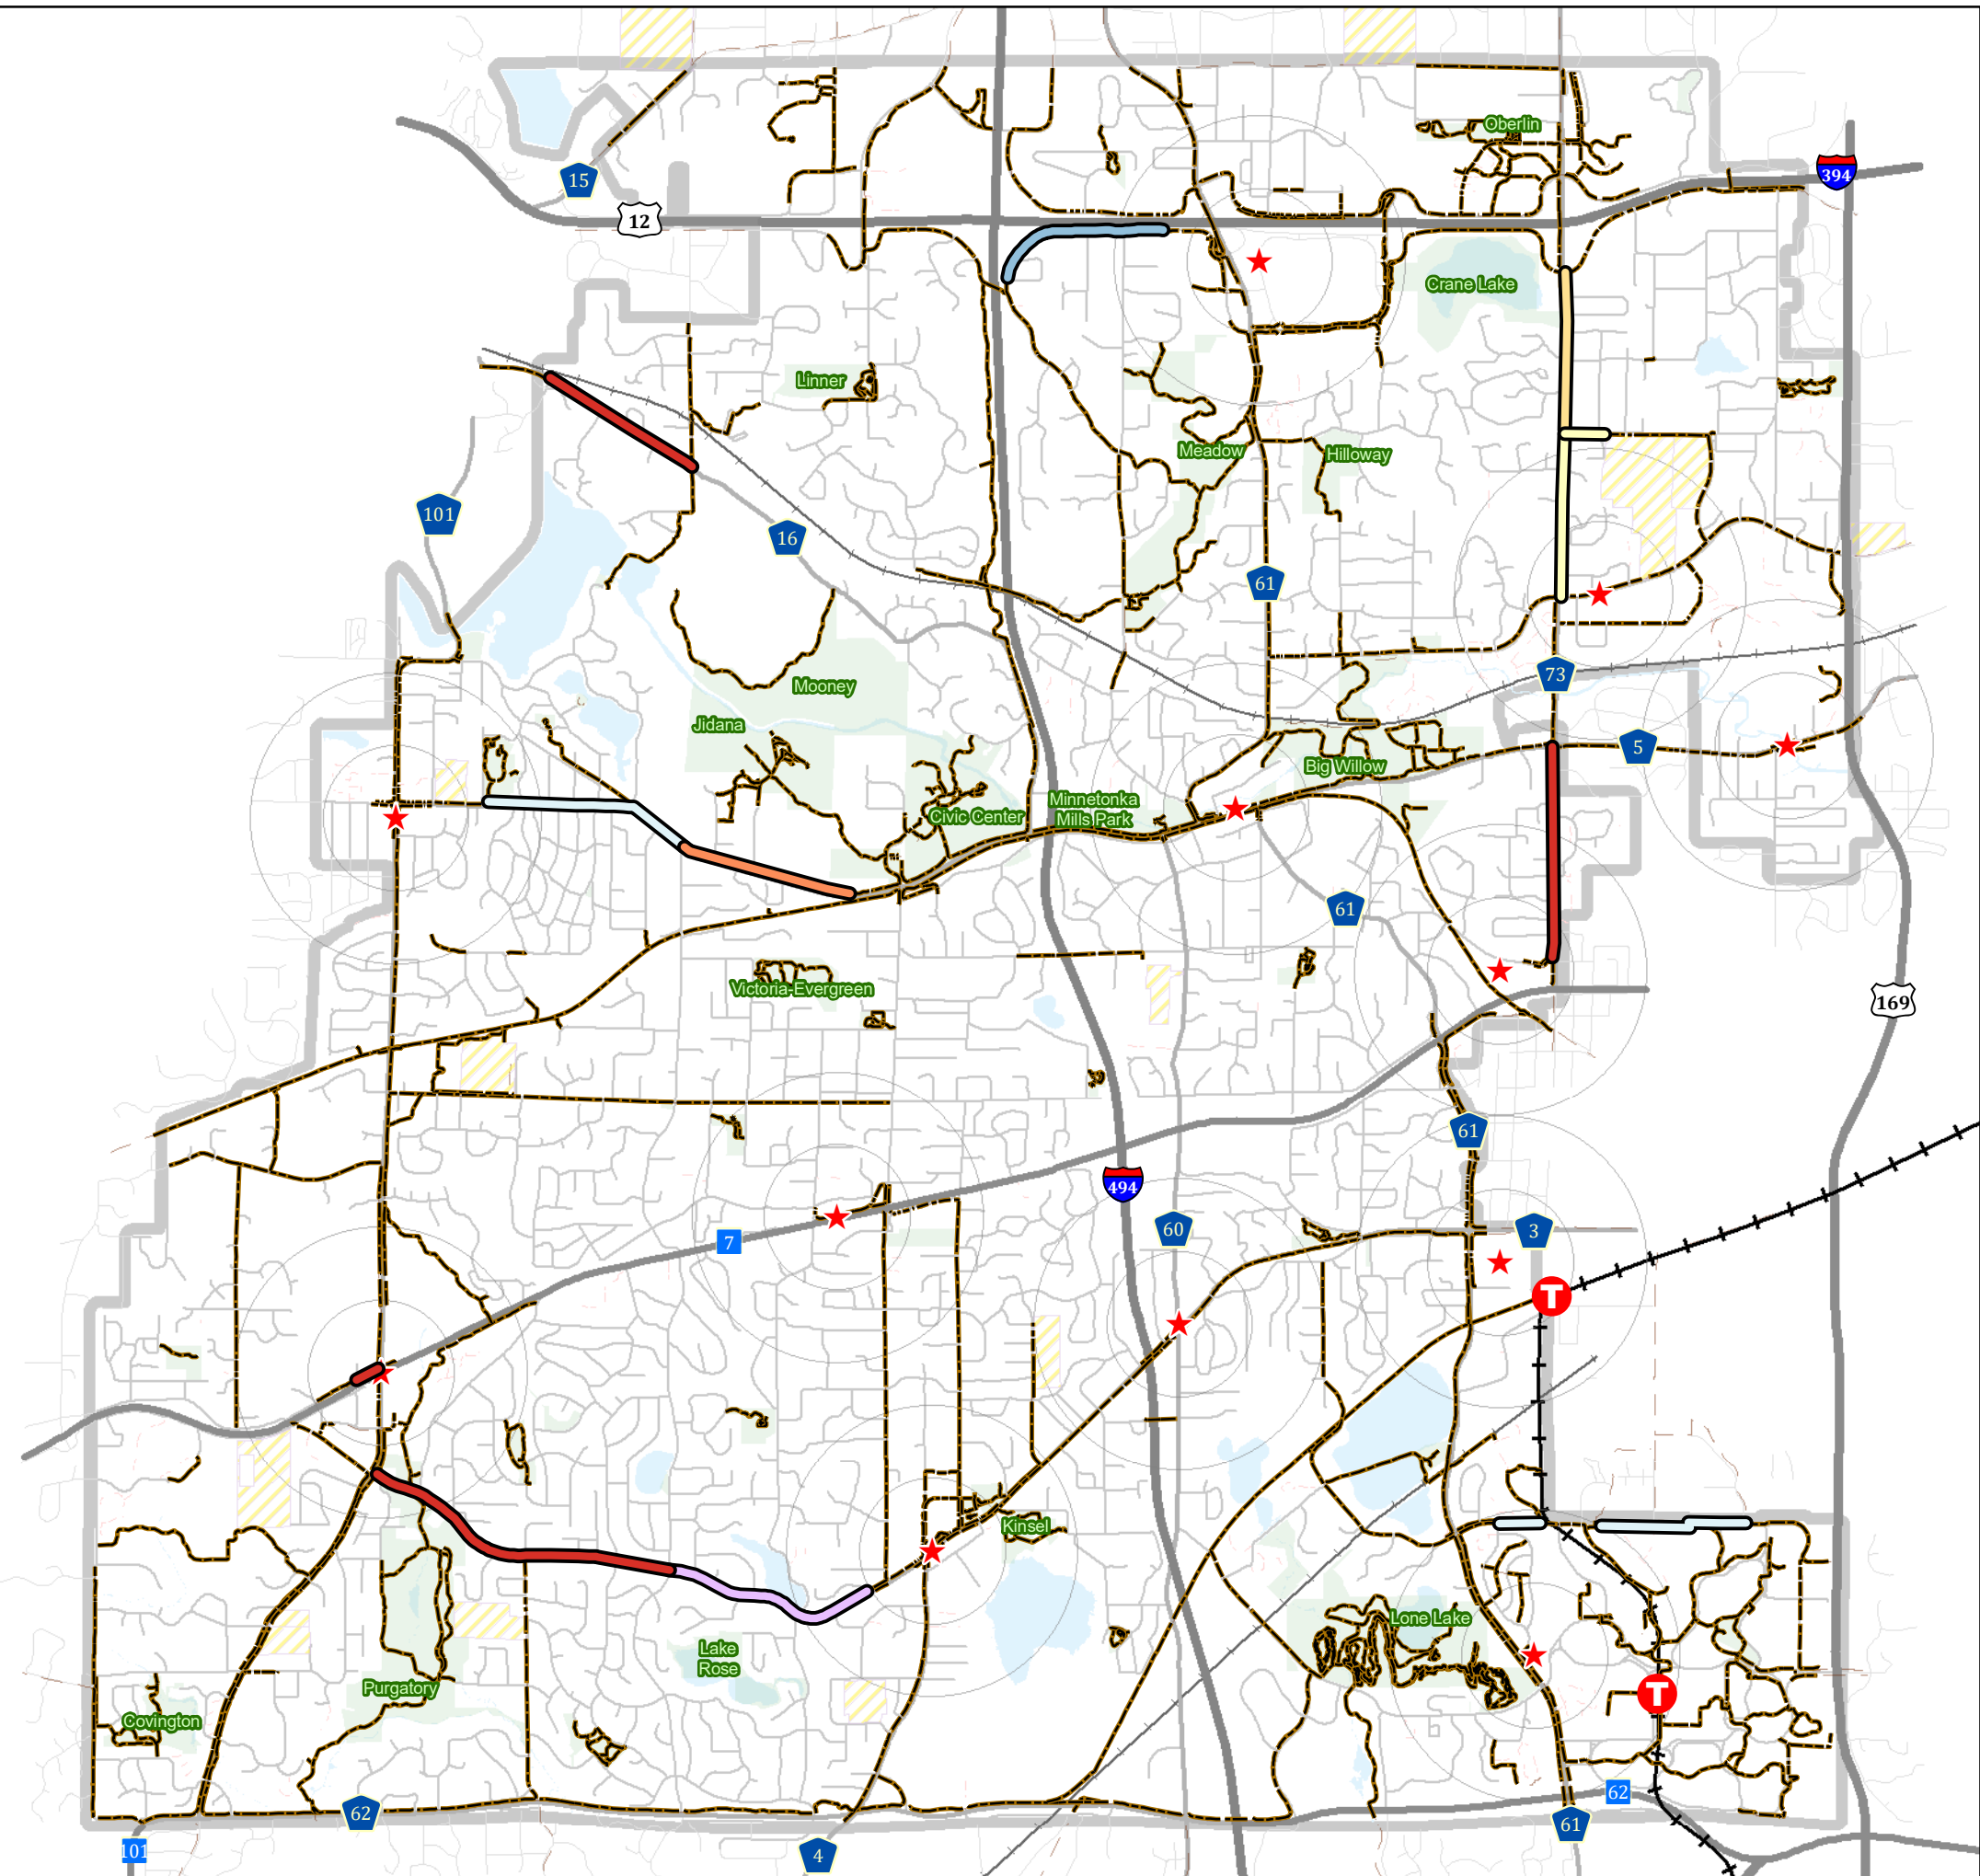 Oberlin
394
15
12
Crane Lake
Linner
Meadow
Hilloway
101
16
61
73
Mooney
Jidana
5
Big Willow
Minnetonka
Mills Park
Civic Center
61
Victoria-Evergreen
169
61
494
60
3
7
T
Kinsel
Lone Lake
Lake
Rose
Purgatory
T
Covington
62
62
61
101
4